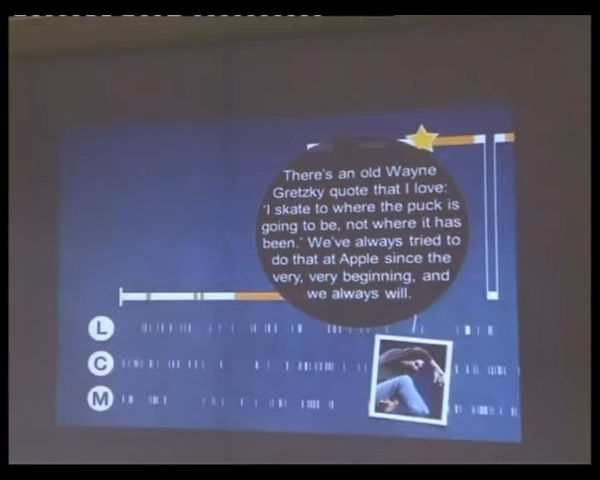 There's an old Wayne
Gretzky quote that I love:
'I skate to where the puck is
going to be, not where it has
been.' We've always tried to
do that at Apple since the
very, very beginning, and
we always will.
L
C
M